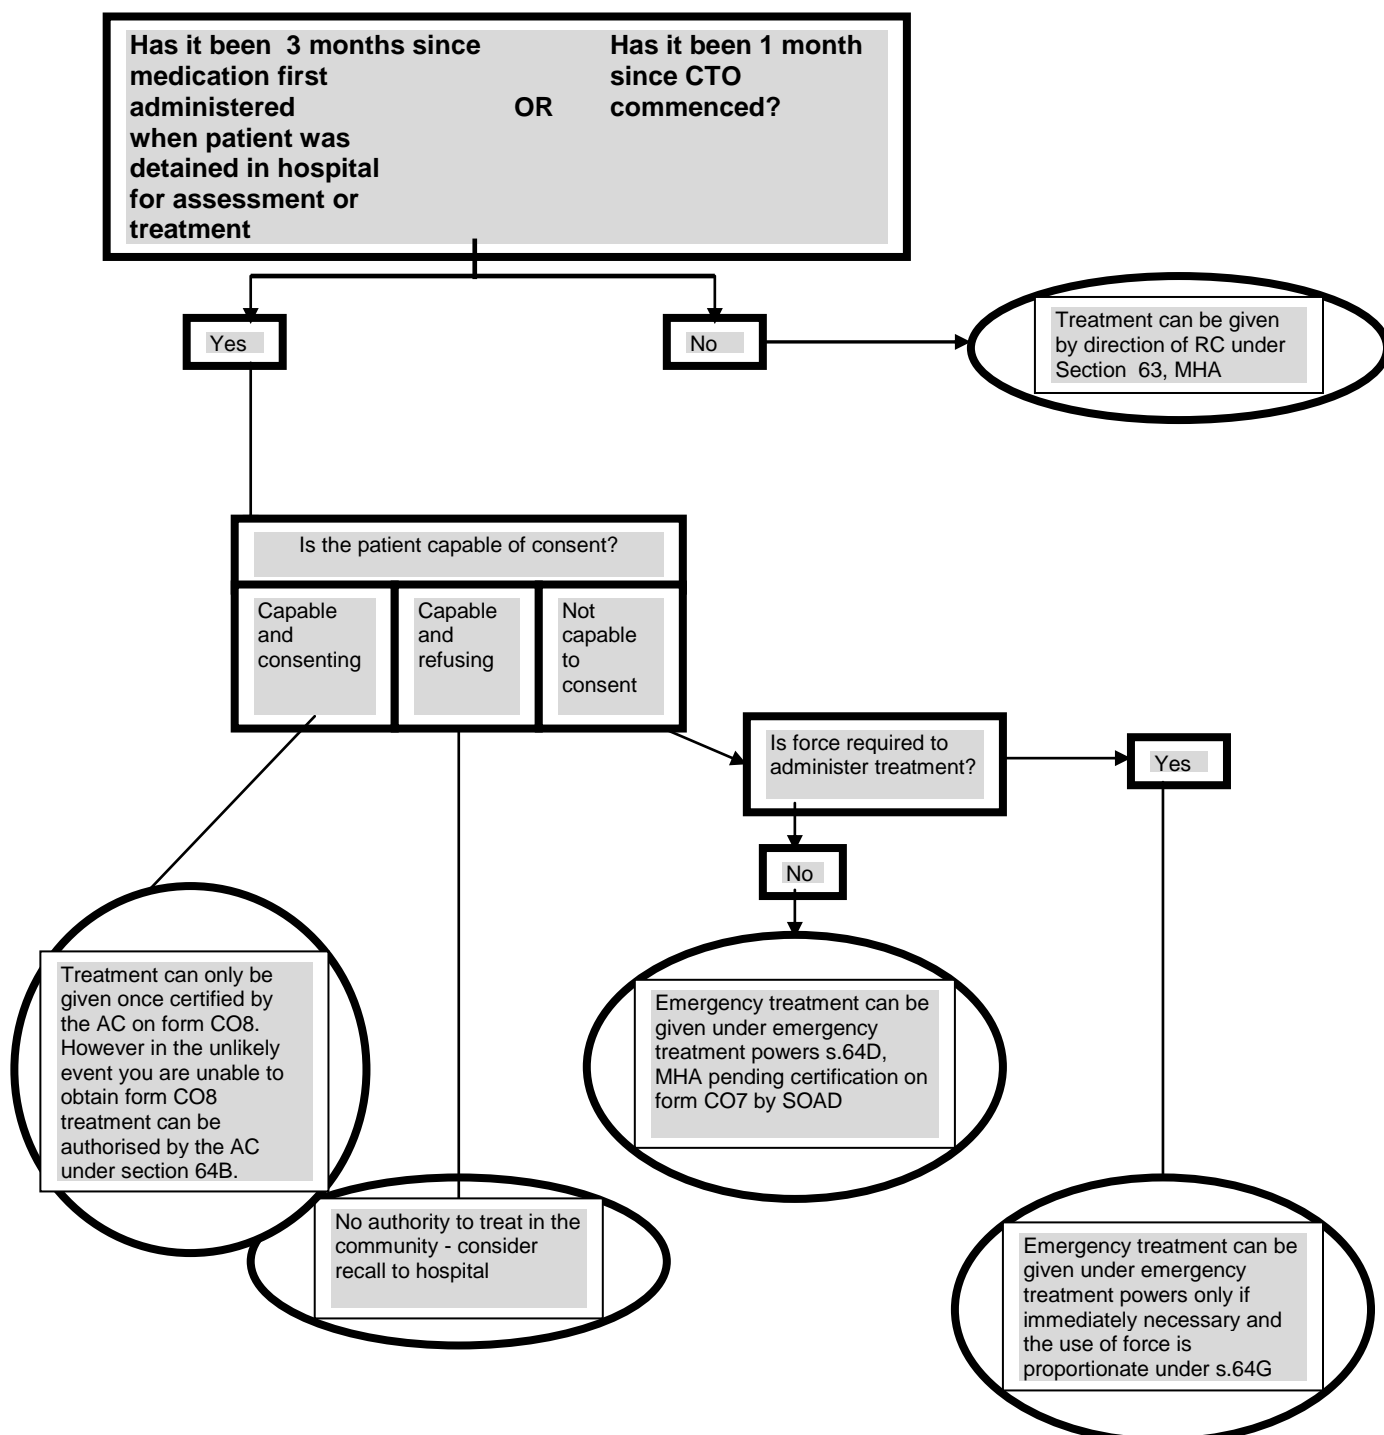 Has it been  3 months since
medication first
administered
when patient was
detained in hospital
for assessment or
treatment
OR
Has it been 1 month
since CTO
commenced?
Yes
No
Treatment can be given
by direction of RC under
Section  63, MHA
Is the patient capable of consent?
Capable
and
consenting
Capable
and
refusing
Not
capable
to
consent
Is force required to
administer treatment?
Yes
No
Treatment can only be
given once certified by
the AC on form CO8.
However in the unlikely
event you are unable to
obtain form CO8
treatment can be
authorised by the AC
under section 64B.
Emergency treatment can be
given under emergency
treatment powers s.64D,
MHA pending certification on
form CO7 by SOAD
No authority to treat in the
community - consider
recall to hospital
Emergency treatment can be
given under emergency
treatment powers only if
immediately necessary and
the use of force is
proportionate under s.64G